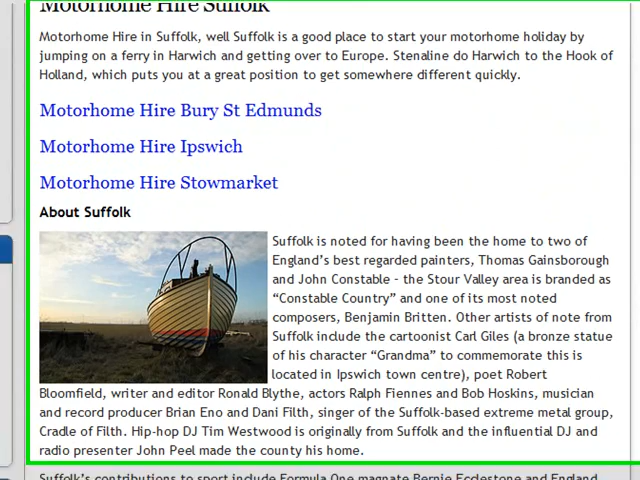 Motorhome Hire Suffolk
Motorhome Hire in Suffolk, well Suffolk is a good place to start your motorhome holiday by
jumping on a ferry in Harwich and getting over to Europe. Stenaline do Harwich to the Hook of
Holland, which puts you at a great position to get somewhere different quickly.
Motorhome Hire Bury St Edmunds
Motorhome Hire Ipswich
Motorhome Hire Stowmarket
About Suffolk
Suffolk is noted for having been the home to two of
England’s best regarded painters, Thomas Gainsborough
and John Constable - the Stour Valley area is branded as
“Constable Country” and one of its most noted
composers, Benjamin Britten. Other artists of note from
Suffolk include the cartoonist Carl Giles (a bronze statue
of his character “Grandma” to commemorate this is
located in Ipswich town centre), poet Robert
Bloomfield, writer and editor Ronald Blythe, actors Ralph Fiennes and Bob Hoskins, musician
and record producer Brian Eno and Dani Filth, singer of the Suffolk-based extreme metal group,
Cradle of Filth. Hip-hop DJ Tim Westwood is originally from Suffolk and the influential DJ and
radio presenter John Peel made the county his home.
Suffolk’s contributions to sport include Formula One magnate Bernie Ecclestone and England